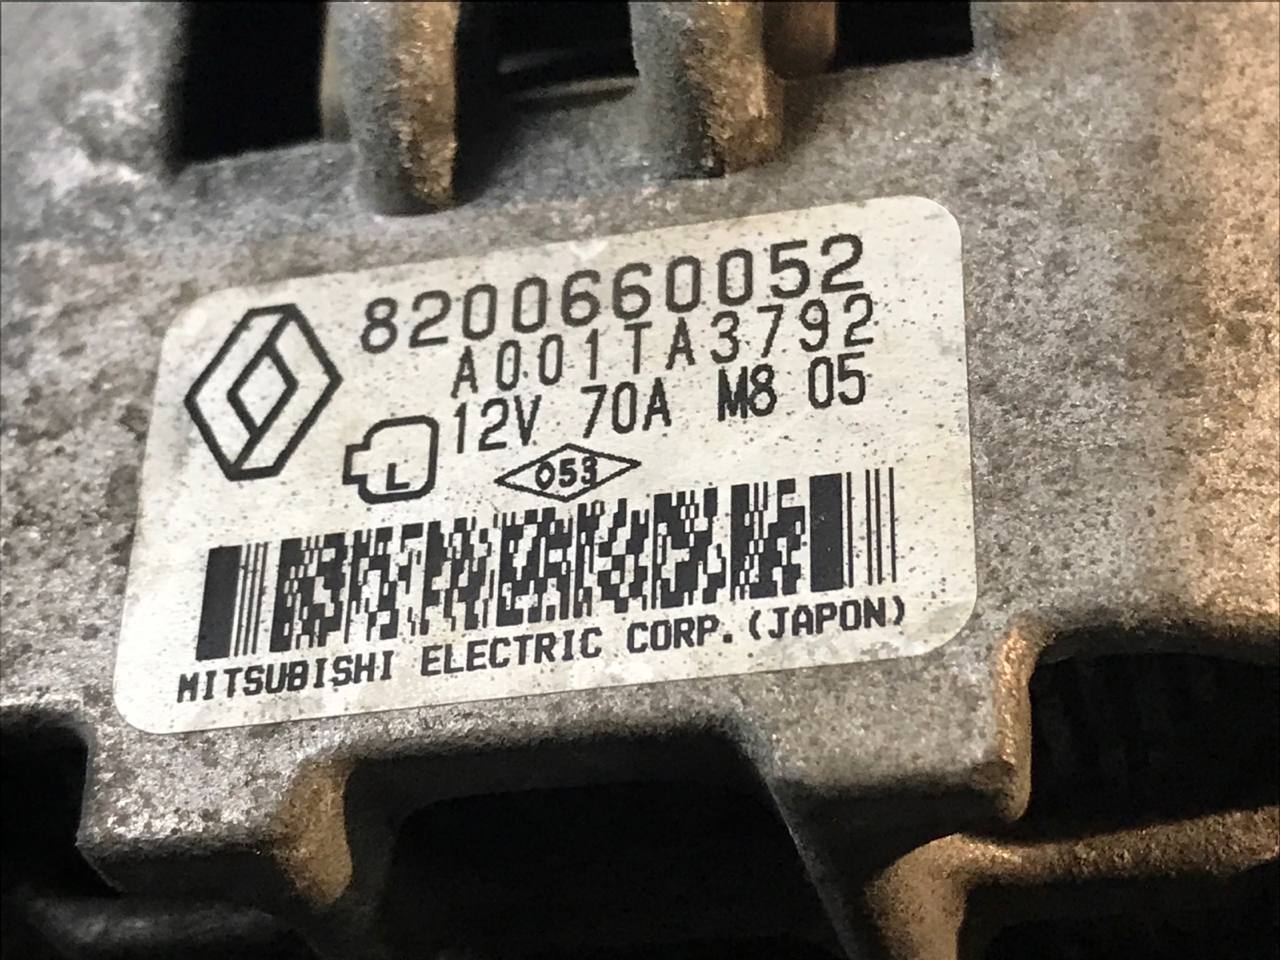 8200660052
A001TA3792
12V 70A M8 05
L
053
MITSUBISHI ELECTRIC CORP.(JAPON)